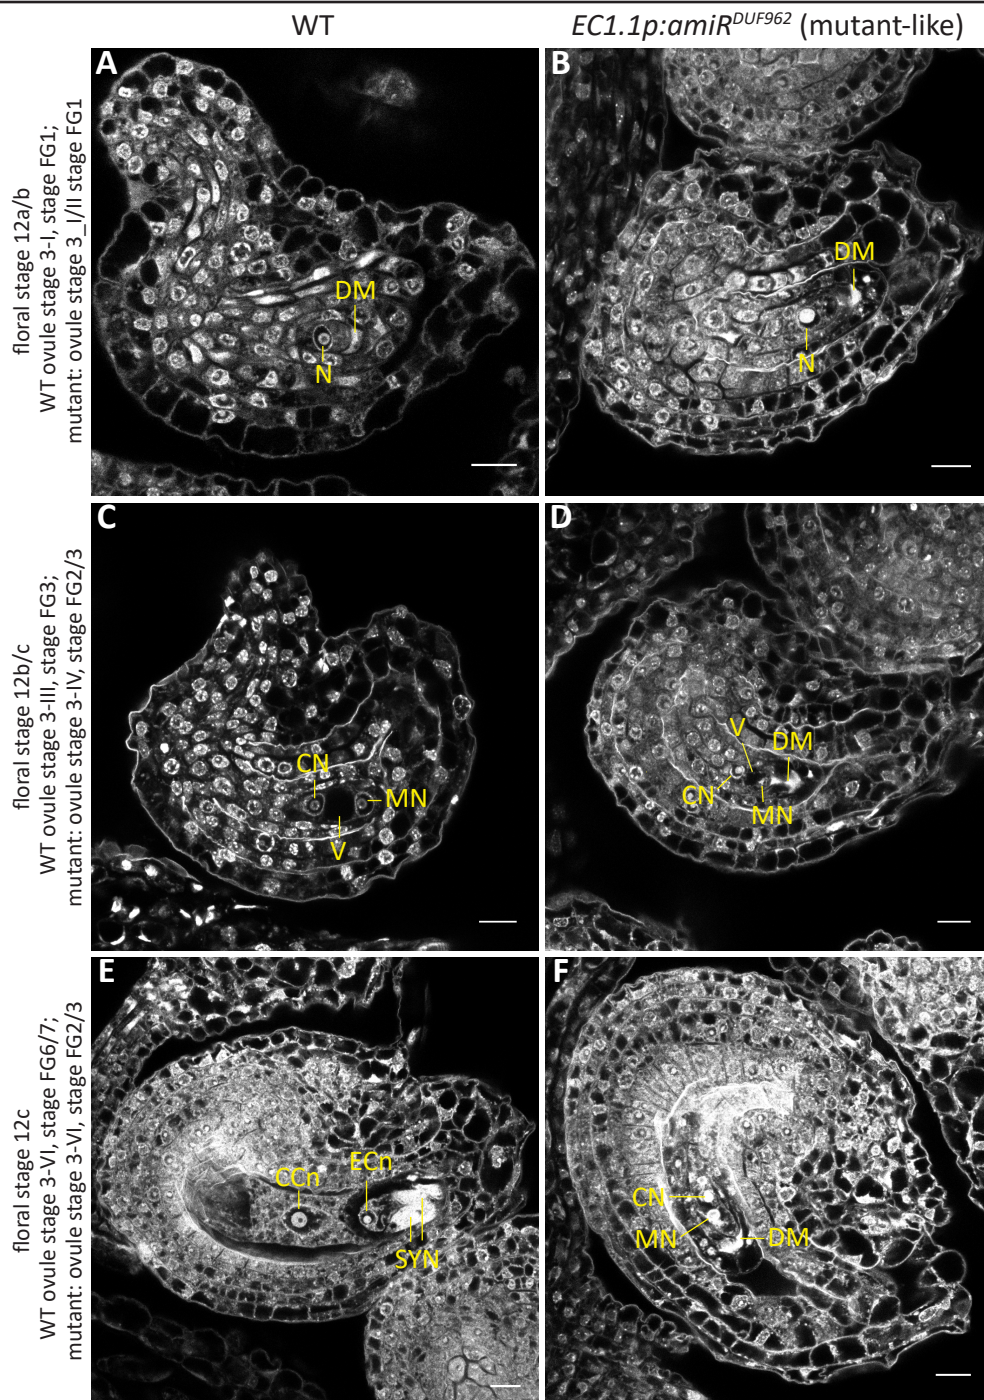 WT
EC1.1p:amiRDUF962 (mutant-like)
floral stage 12a/b
WT ovule stage 3-I, stage FG1;
mutant: ovule stage 3_I/II stage FG1
A
DM
N
B
DM
N
floral stage 12b/c
WT ovule stage 3-III, stage FG3;
mutant: ovule stage 3-IV, stage FG2/3
C
CN
MN
V
D
V
DM
CN
MN
floral stage 12c
WT ovule stage 3-VI, stage FG6/7;
mutant: ovule stage 3-VI, stage FG2/3
E
CCn
ECn
SYN
F
CN
MN
DM